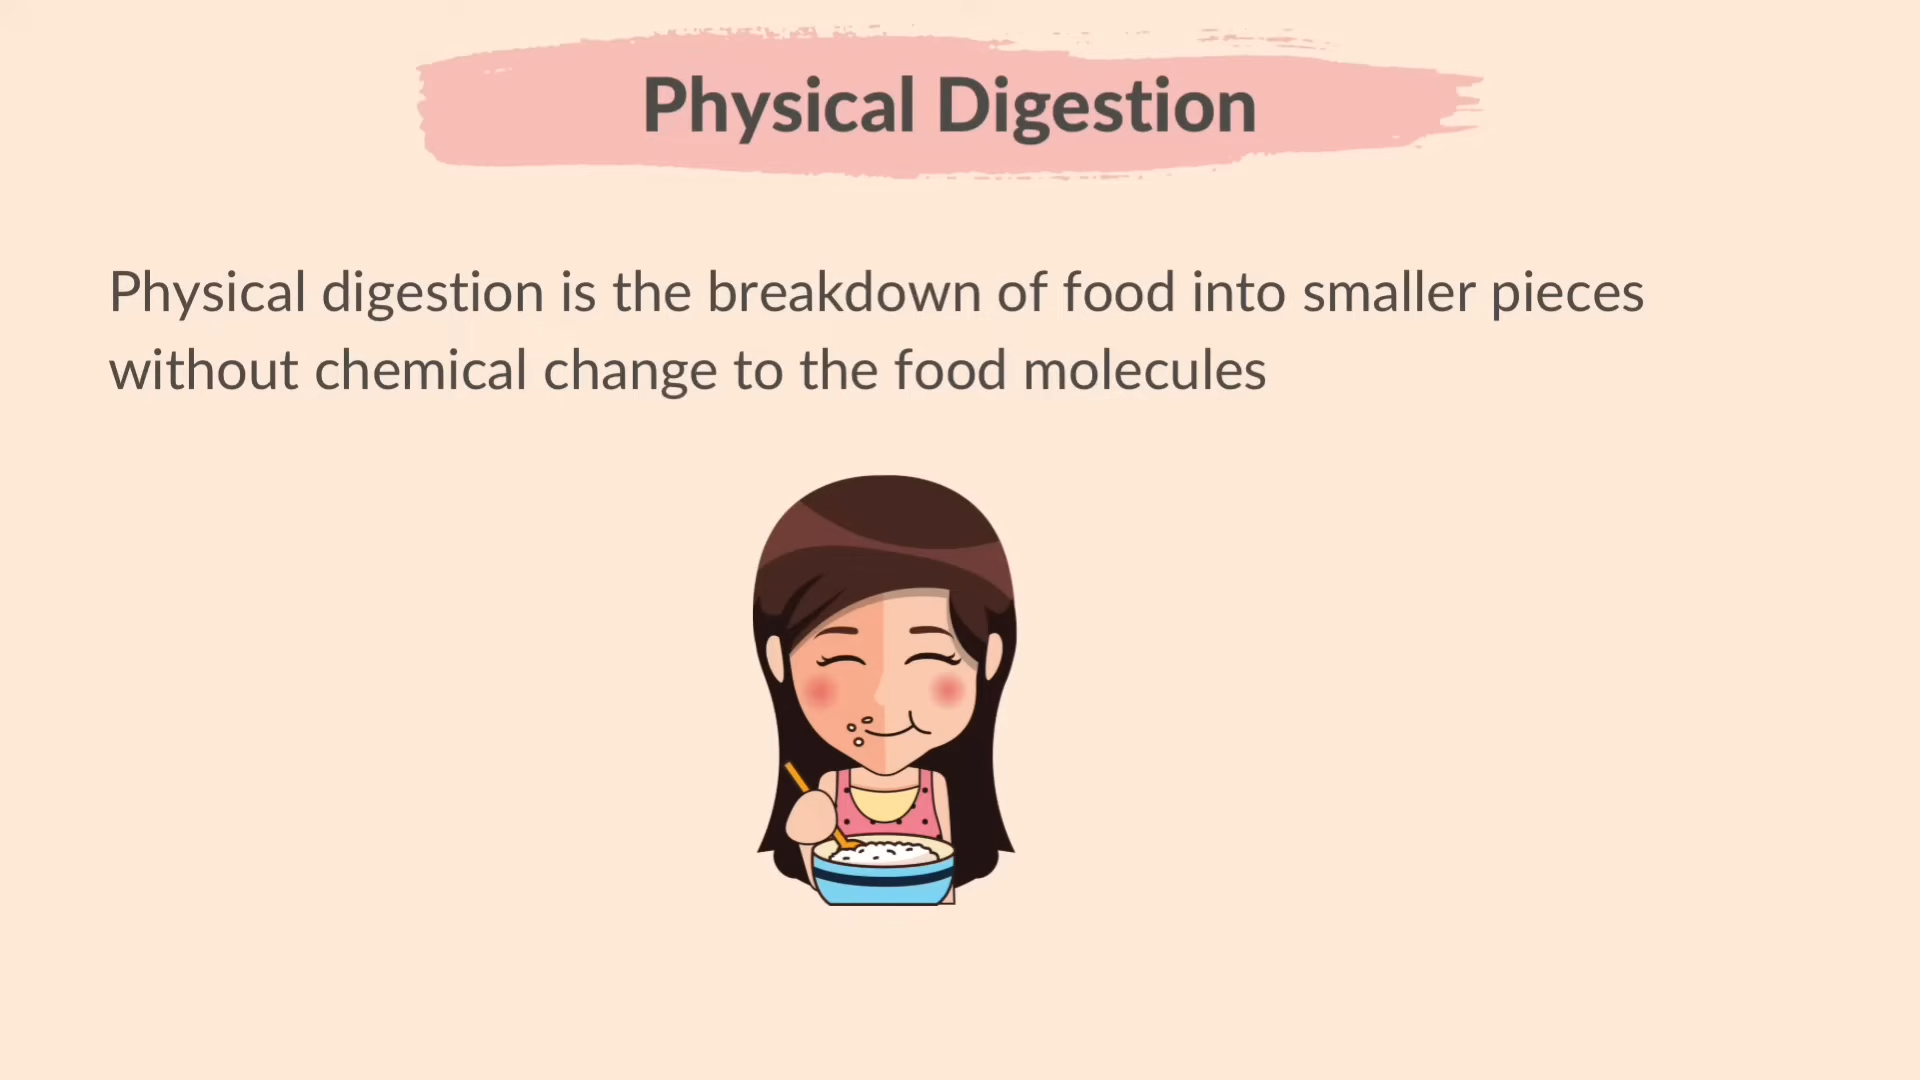 Physical Digestion
Physical digestion is the breakdown of food into smaller pieces
without chemical change to the food molecules